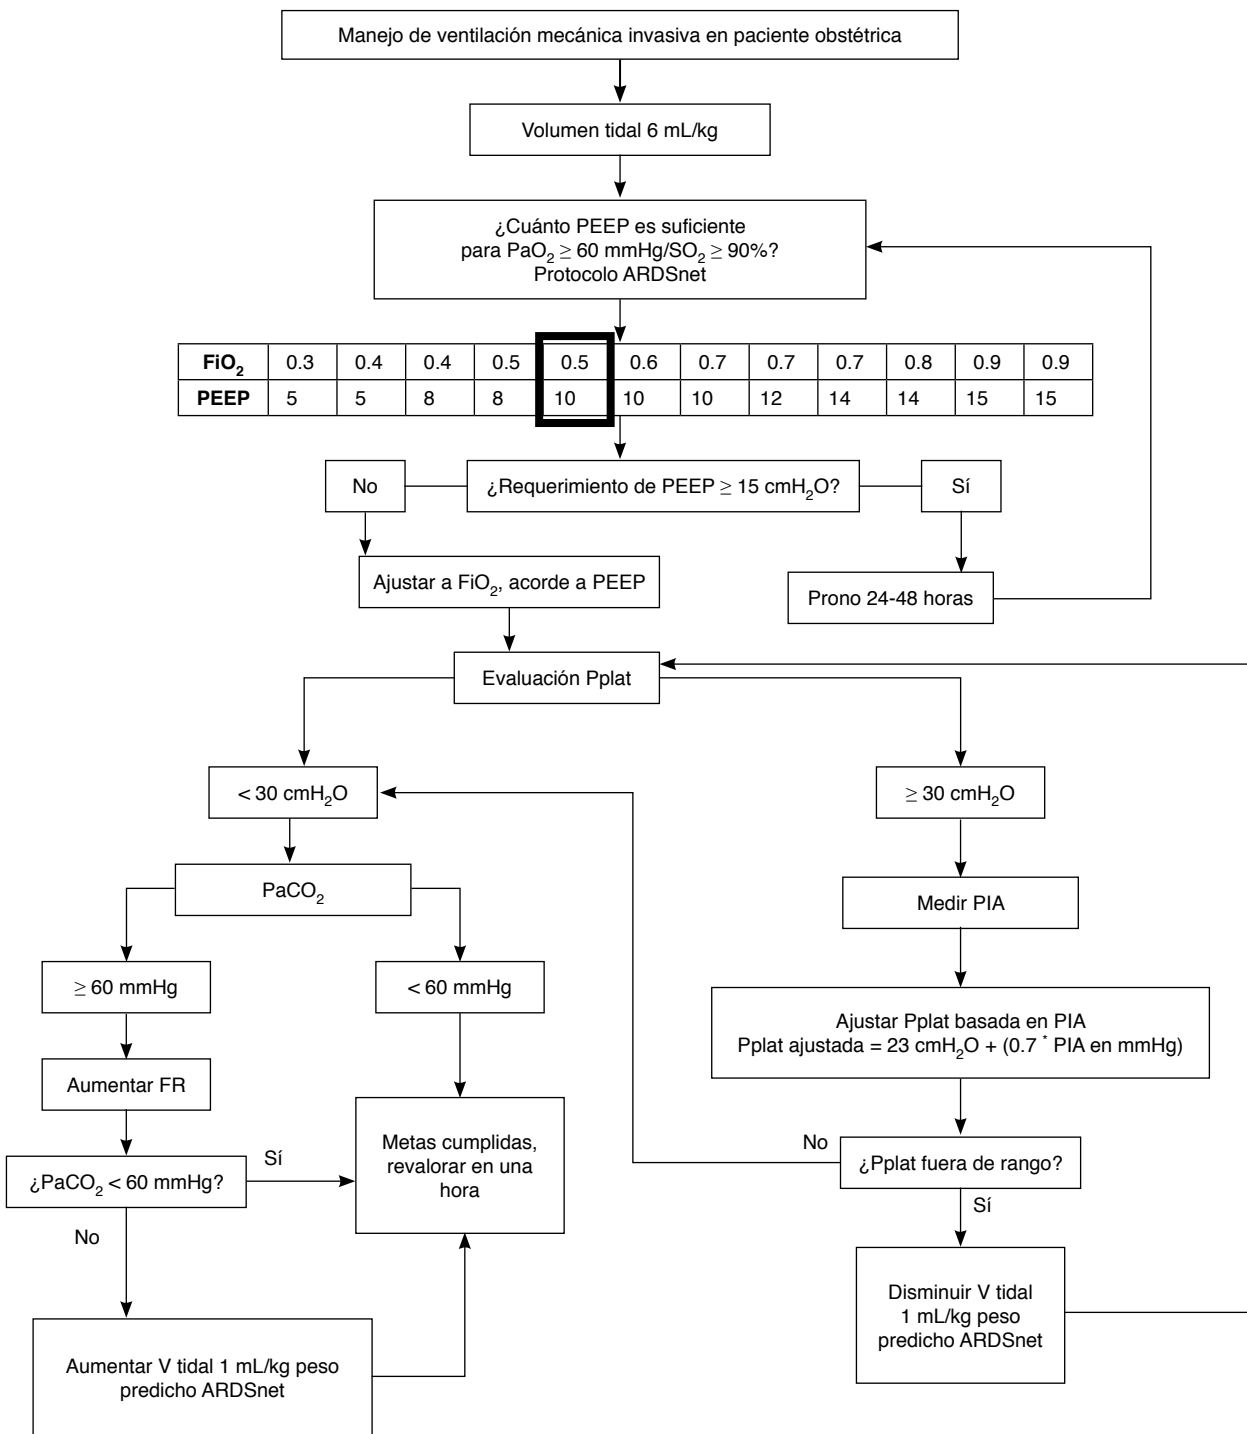 Manejo de ventilación mecánica invasiva en paciente obstétrica
Volumen tidal 6 mL/kg
¿Cuánto PEEP es suficiente
para PaO₂ ≥ 60 mmHg/SO₂ ≥ 90%?
Protocolo ARDSnet
FiO₂ 0.3 0.4 0.4 0.5 0.5 0.6 0.7 0.7 0.7 0.8 0.9 0.9
PEEP 5 5 8 8 10 10 10 12 14 14 15 15
No
¿Requerimiento de PEEP ≥ 15 cmH₂O?
Sí
Ajustar a FiO₂, acorde a PEEP
Prono 24-48 horas
Evaluación Pplat
< 30 cmH₂O
≥ 30 cmH₂O
PaCO₂
Medir PIA
≥ 60 mmHg
< 60 mmHg
Ajustar Pplat basada en PIA
Pplat ajustada = 23 cmH₂O + (0.7 * PIA en mmHg)
Aumentar FR
Metas cumplidas,
revalorar en una
hora
No
¿Pplat fuera de rango?
Sí
¿PaCO₂ < 60 mmHg?
Sí
No
Disminuir V tidal
1 mL/kg peso
predicho ARDSnet
Aumentar V tidal 1 mL/kg peso
predicho ARDSnet